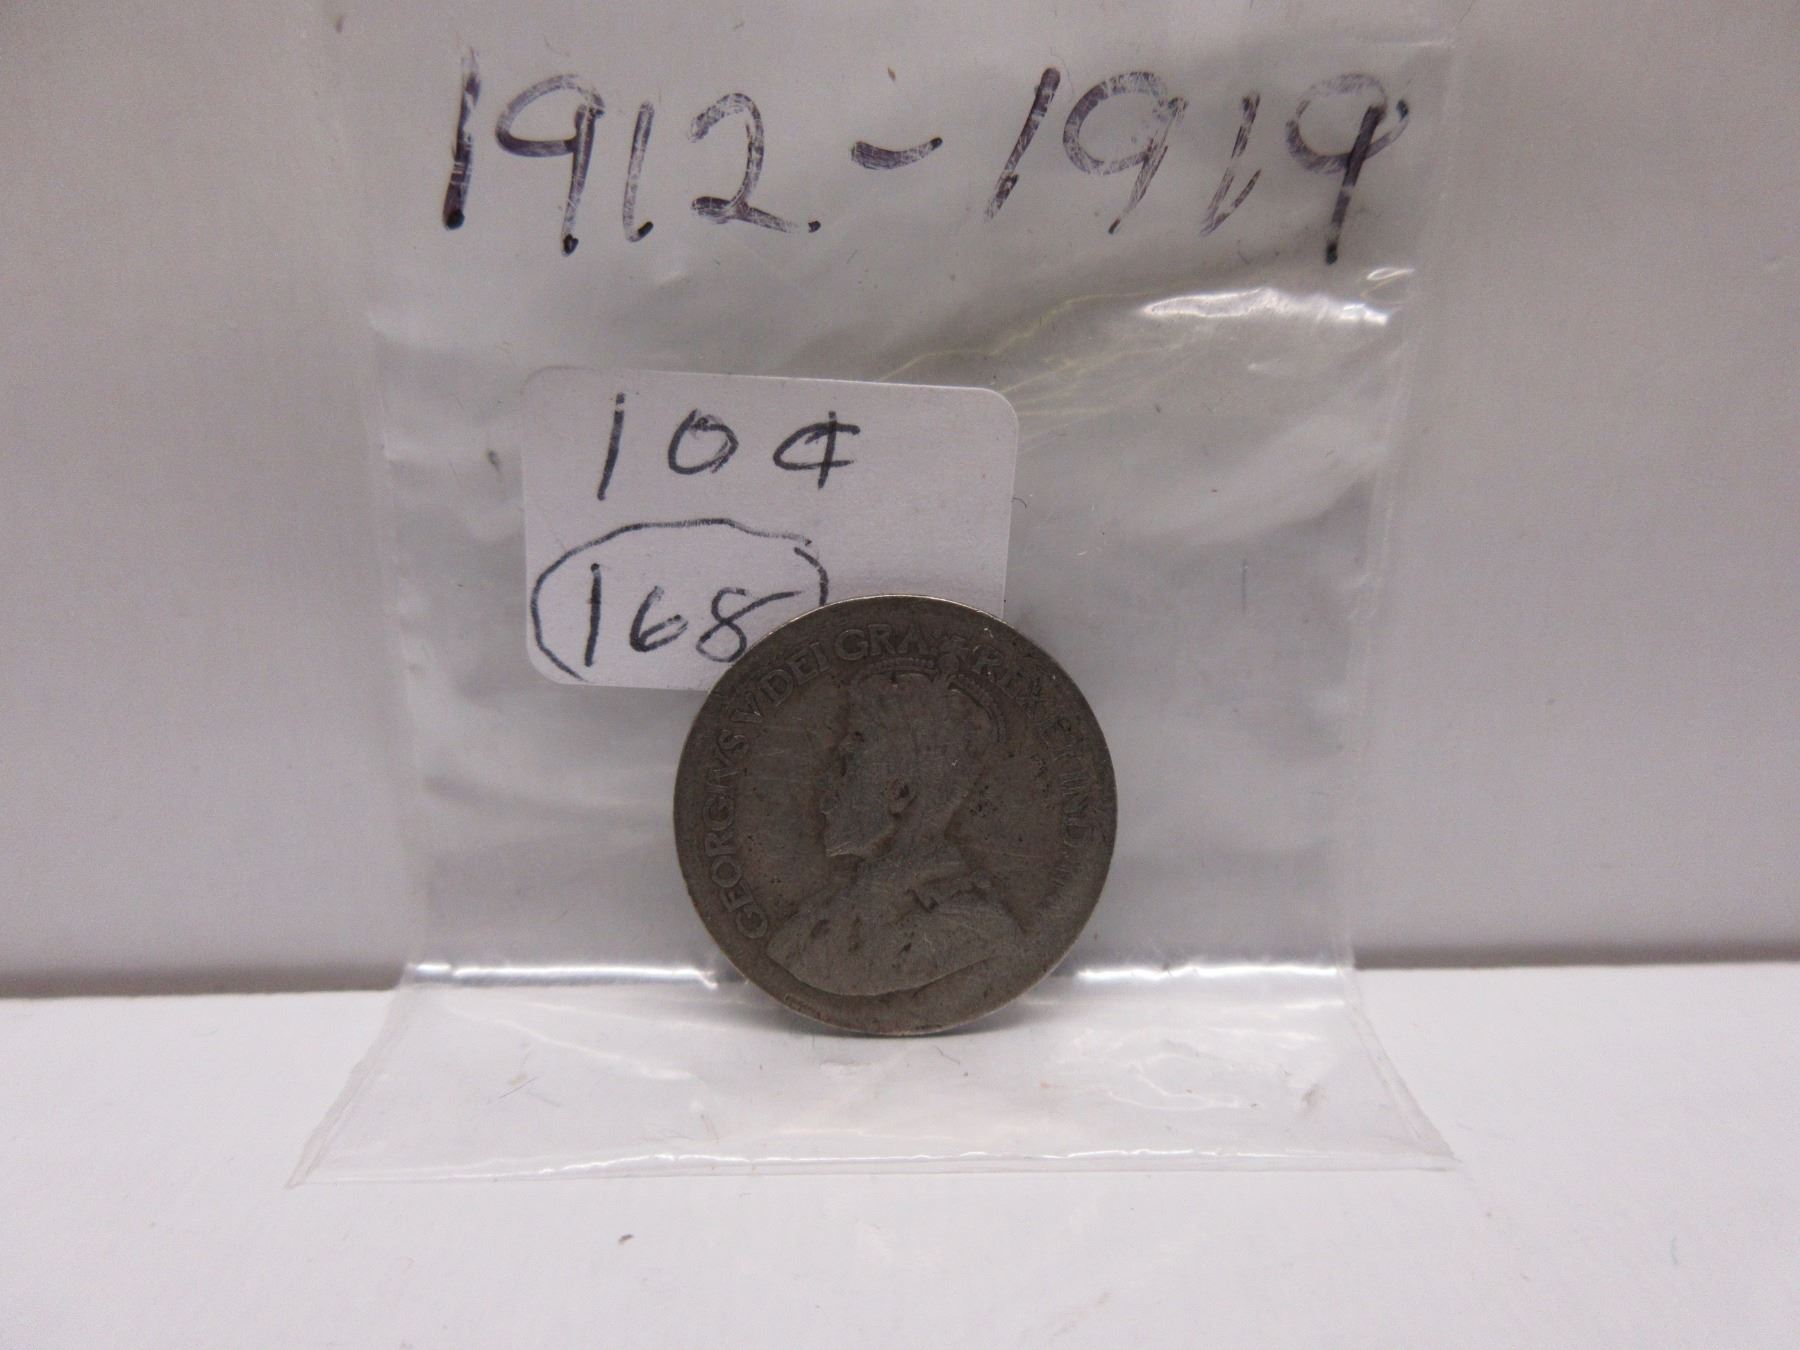 1912-1919
10¢
168
GEORGIVS V DEI GRA: REX ET IND: